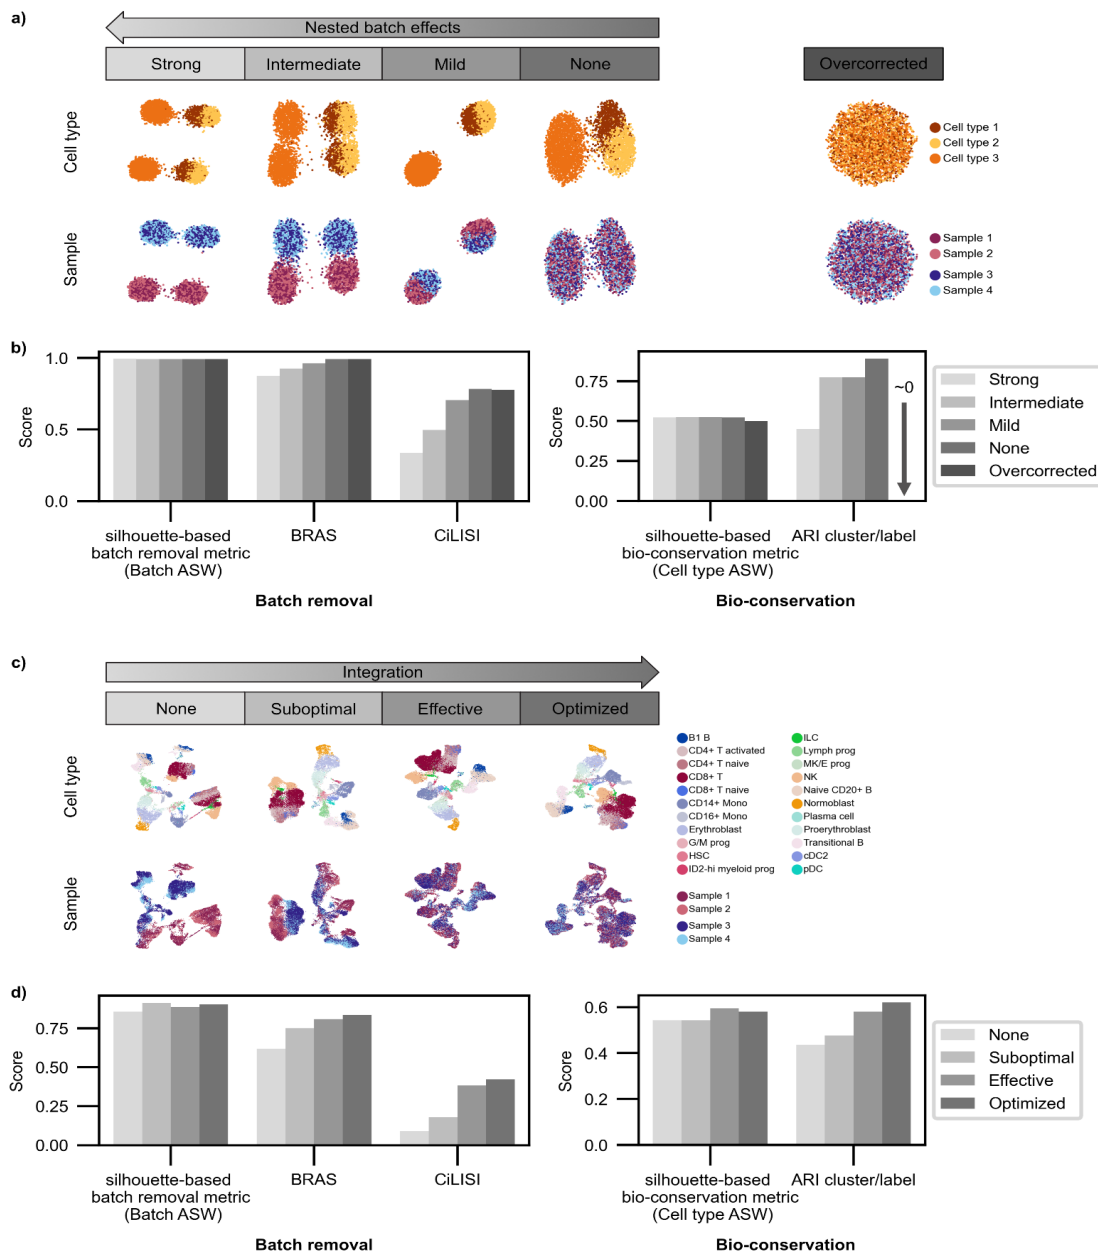 a)
Nested batch effects
Strong
Intermediate
Mild
None
Overcorrected
Cell type
Cell type 1
Cell type 2
Cell type 3
Sample
Sample 1
Sample 2
Sample 3
Sample 4
b)
Score
1.0
0.5
0.0
silhouette-based
batch removal metric
(Batch ASW)
BRAS
CiLISI
Batch removal
Score
0.75
0.50
0.25
0.00
~0
silhouette-based
bio-conservation metric
(Cell type ASW)
ARI cluster/label
Bio-conservation
Strong
Intermediate
Mild
None
Overcorrected
c)
Integration
None
Suboptimal
Effective
Optimized
Cell type
B1 B
CD4+ T activated
CD4+ T naive
CD8+ T
CD8+ T naive
CD14+ Mono
CD16+ Mono
Erythroblast
G/M prog
HSC
ID2-hi myeloid prog
ILC
Lymph prog
MK/E prog
NK
Naive CD20+ B
Normoblast
Plasma cell
Proerythroblast
Transitional B
cDC2
pDC
Sample
Sample 1
Sample 2
Sample 3
Sample 4
d)
Score
0.75
0.50
0.25
0.00
silhouette-based
batch removal metric
(Batch ASW)
BRAS
CiLISI
Batch removal
Score
0.6
0.4
0.2
0.0
silhouette-based
bio-conservation metric
(Cell type ASW)
ARI cluster/label
Bio-conservation
None
Suboptimal
Effective
Optimized